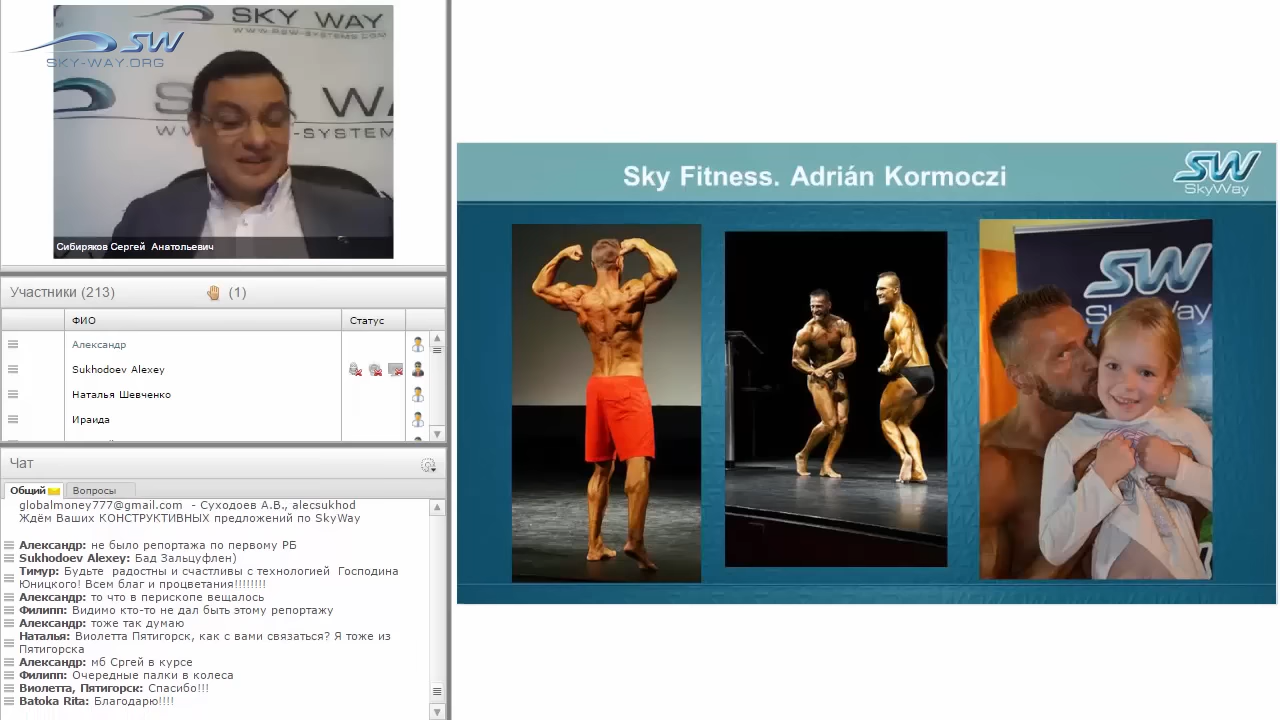 SKY WAY
WWW.RSW-SYSTEMS.COM
SW
SKY-WAY.ORG
-SYSTEM
Сибиряков Сергей Анатольевич
Участники (213)
(1)
ФИО
Статус
Александр
Sukhodoev Alexey
Наталья Шевченко
Ираида
Чат
Общий
Вопросы
globalmoney777@gmail.com - Суходоев А.В., alecsukhod
Ждём Ваших КОНСТРУКТИВНЫХ предложений по SkyWay
Александр: не было репортажа по первому РБ
Sukhodoev Alexey: Бад Зальцуфлен)
Тимур: Будьте радостны и счастливы с технологией Господина
Юницкого! Всем благ и процветания!!!!!!!!
Александр: то что в перископе вещалось
Филипп: Видимо кто-то не дал быть этому репортажу
Александр: тоже так думаю
Наталья: Виолетта Пятигорск, как с вами связаться? Я тоже из
Пятигорска
Александр: мб Сргей в курсе
Филипп: Очередные палки в колеса
Виолетта, Пятигорск: Спасибо!!!
Batoka Rita: Благодарю!!!!
Sky Fitness. Adrián Kormoczi
SW
SkyWay
SW
SkyWay